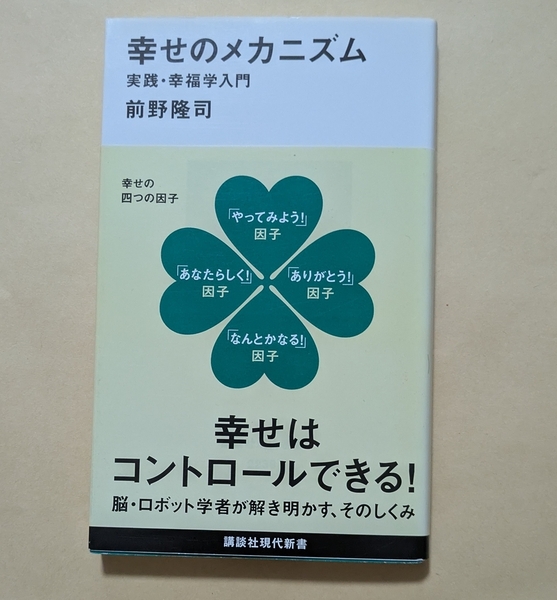 幸せのメカニズム
実践・幸福学入門
前野隆司
幸せの
四つの因子
「やってみよう!」
因子
「あなたらしく!」
因子
「ありがとう!」
因子
「なんとかなる!」
因子
幸せは
コントロールできる!
脳・ロボット学者が解き明かす、そのしくみ
講談社現代新書